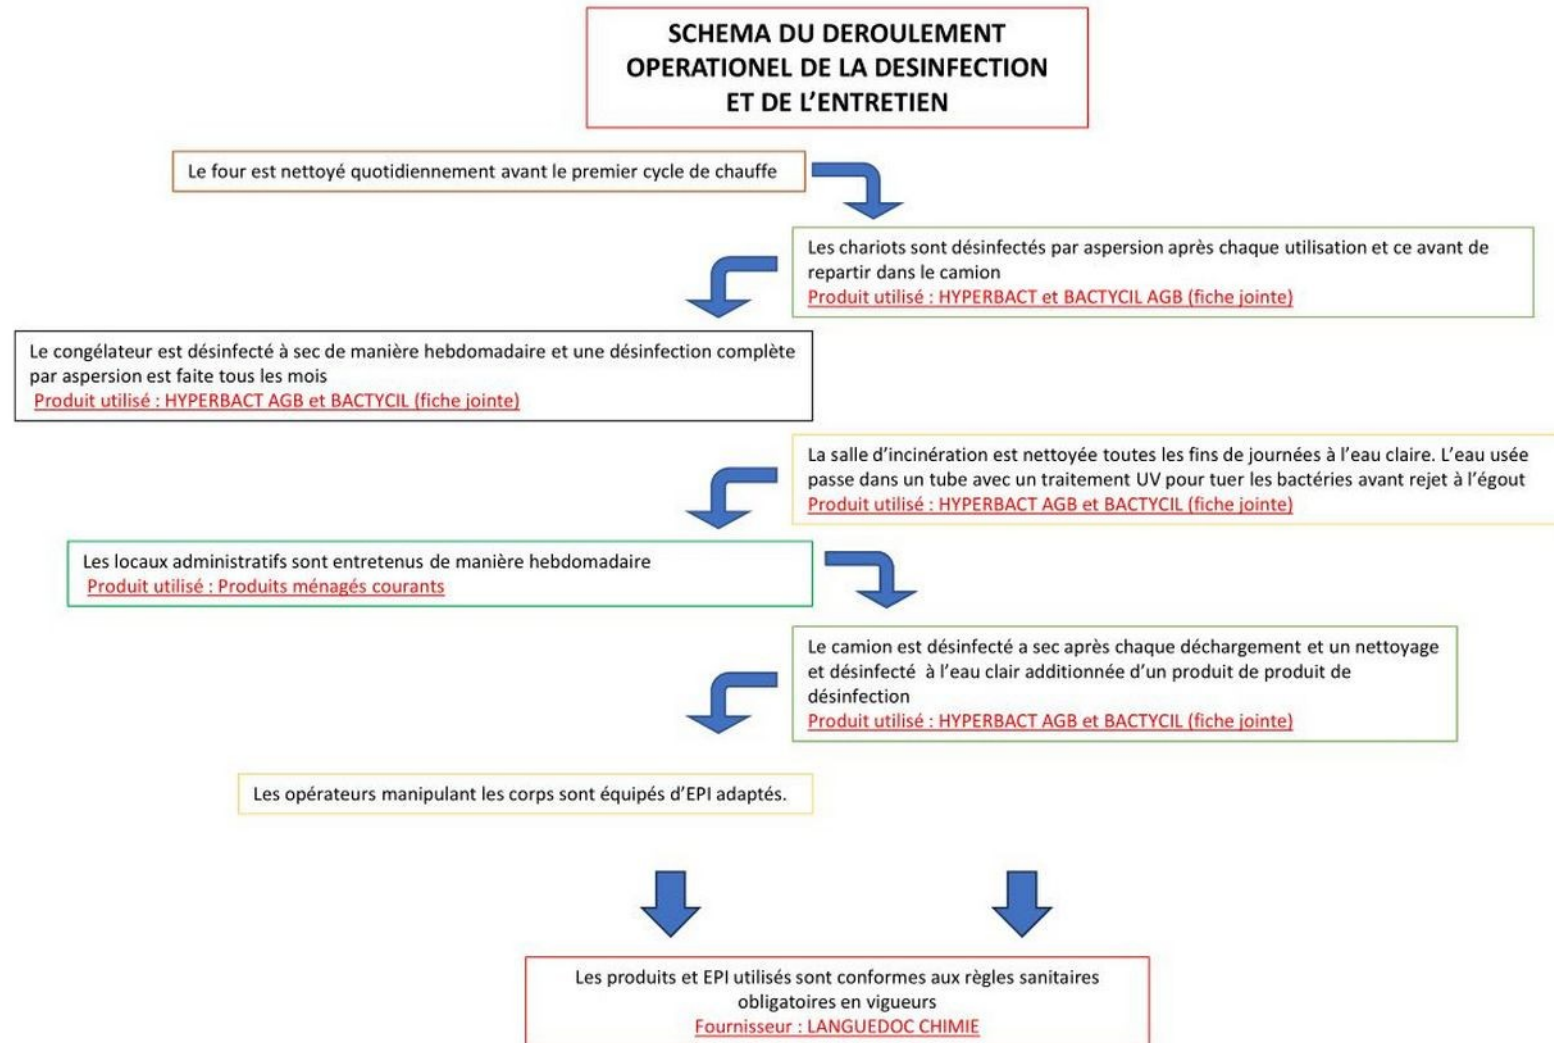 SCHEMA DU DEROULEMENT
OPERATIONEL DE LA DESINFECTION
ET DE L’ENTRETIEN
Le four est nettoyé quotidiennement avant le premier cycle de chauffe
Les chariots sont désinfectés par aspersion après chaque utilisation et ce avant de
repartir dans le camion
Produit utilisé : HYPERBACT et BACTYCIL AGB (fiche jointe)
Le congélateur est désinfecté à sec de manière hebdomadaire et une désinfection complète
par aspersion est faite tous les mois
Produit utilisé : HYPERBACT AGB et BACTYCIL (fiche jointe)
La salle d’incinération est nettoyée toutes les fins de journées à l’eau claire. L’eau usée
passe dans un tube avec un traitement UV pour tuer les bactéries avant rejet à l’égout
Produit utilisé : HYPERBACT AGB et BACTYCIL (fiche jointe)
Les locaux administratifs sont entretenus de manière hebdomadaire
Produit utilisé : Produits ménagés courants
Le camion est désinfecté a sec après chaque déchargement et un nettoyage
et désinfecté à l’eau clair additionnée d’un produit de produit de
désinfection
Produit utilisé : HYPERBACT AGB et BACTYCIL (fiche jointe)
Les opérateurs manipulant les corps sont équipés d’EPI adaptés.
Les produits et EPI utilisés sont conformes aux règles sanitaires
obligatoires en vigueurs
Fournisseur : LANGUEDOC CHIMIE